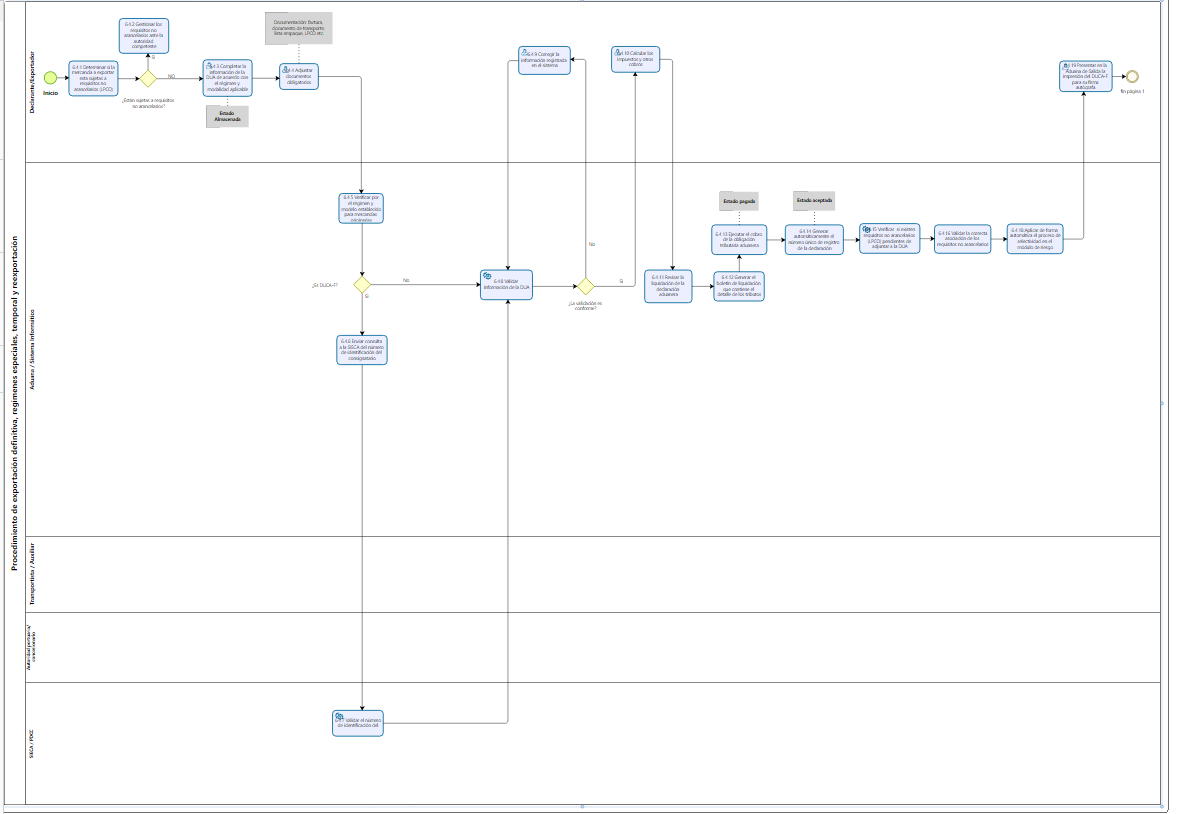 Procedimiento de exportación definitiva, regímenes especiales, temporal y reexportación
Declarante/Exportador
Inicio
6.4.1 Determinar si la
mercancía a exportar
esta sujetas a
requisitos no
arancelarios (LPCO)
6.4.2 Gestionar los
requisitos no
arancelarios ante la
autoridad
competente
Si
NO
¿Están sujetas a requisitos
no arancelarios?
6.4.3 Completar la
información de la
DUA de acuerdo con
el régimen y
modalidad aplicable
Estado
Almacenada
Documentación: factura,
documento de transporte,
lista empaque, LPCO etc.
Adjuntar
documentos
obligatorios
6.4.9 Corregir la
información registrada
en el sistema
6.4.10 Calcular los
impuestos y otros
cobros
6.4.19 Presentar en la
Aduana de Salida la
impresión del DUCA-F
para su firma
autógrafa
fin página 1
Aduana / Sistema Informático
6.4.5 Verificar por
el régimen y
modelo establecido
para mercancías
originarias
¿Es DUCA-F?
No
Si
6.4.6 Enviar consulta
a la SIECA del número
de identificación del
consignatario
6.4.8 Validar
información de la DUA
¿La validación es
conforme?
No
Si
6.4.11 Revisar la
liquidación de la
declaración
aduanera
6.4.12 Generar el
boletín de liquidación
que contiene el
detalle de los tributos
Estado pagada
6.4.13 Ejecutar el cobro
de la obligación
tributaria aduanera
Estado aceptada
6.4.14 Generar
automáticamente el
número único de registro
de la declaración
6.4.15 Verificar si existen
requisitos no arancelarios
(LPCO) pendientes de
adjuntar a la DUA
6.4.16 Validar la correcta
asociación de los
requisitos no arancelarios
6.4.18 Aplicar de forma
automática el proceso de
selectividad en el
módulo de riesgo
Transportista / Auxiliar
Autoridad portuaria/
concesionario
SIECA / PDCC
Validar el número
de identificación del